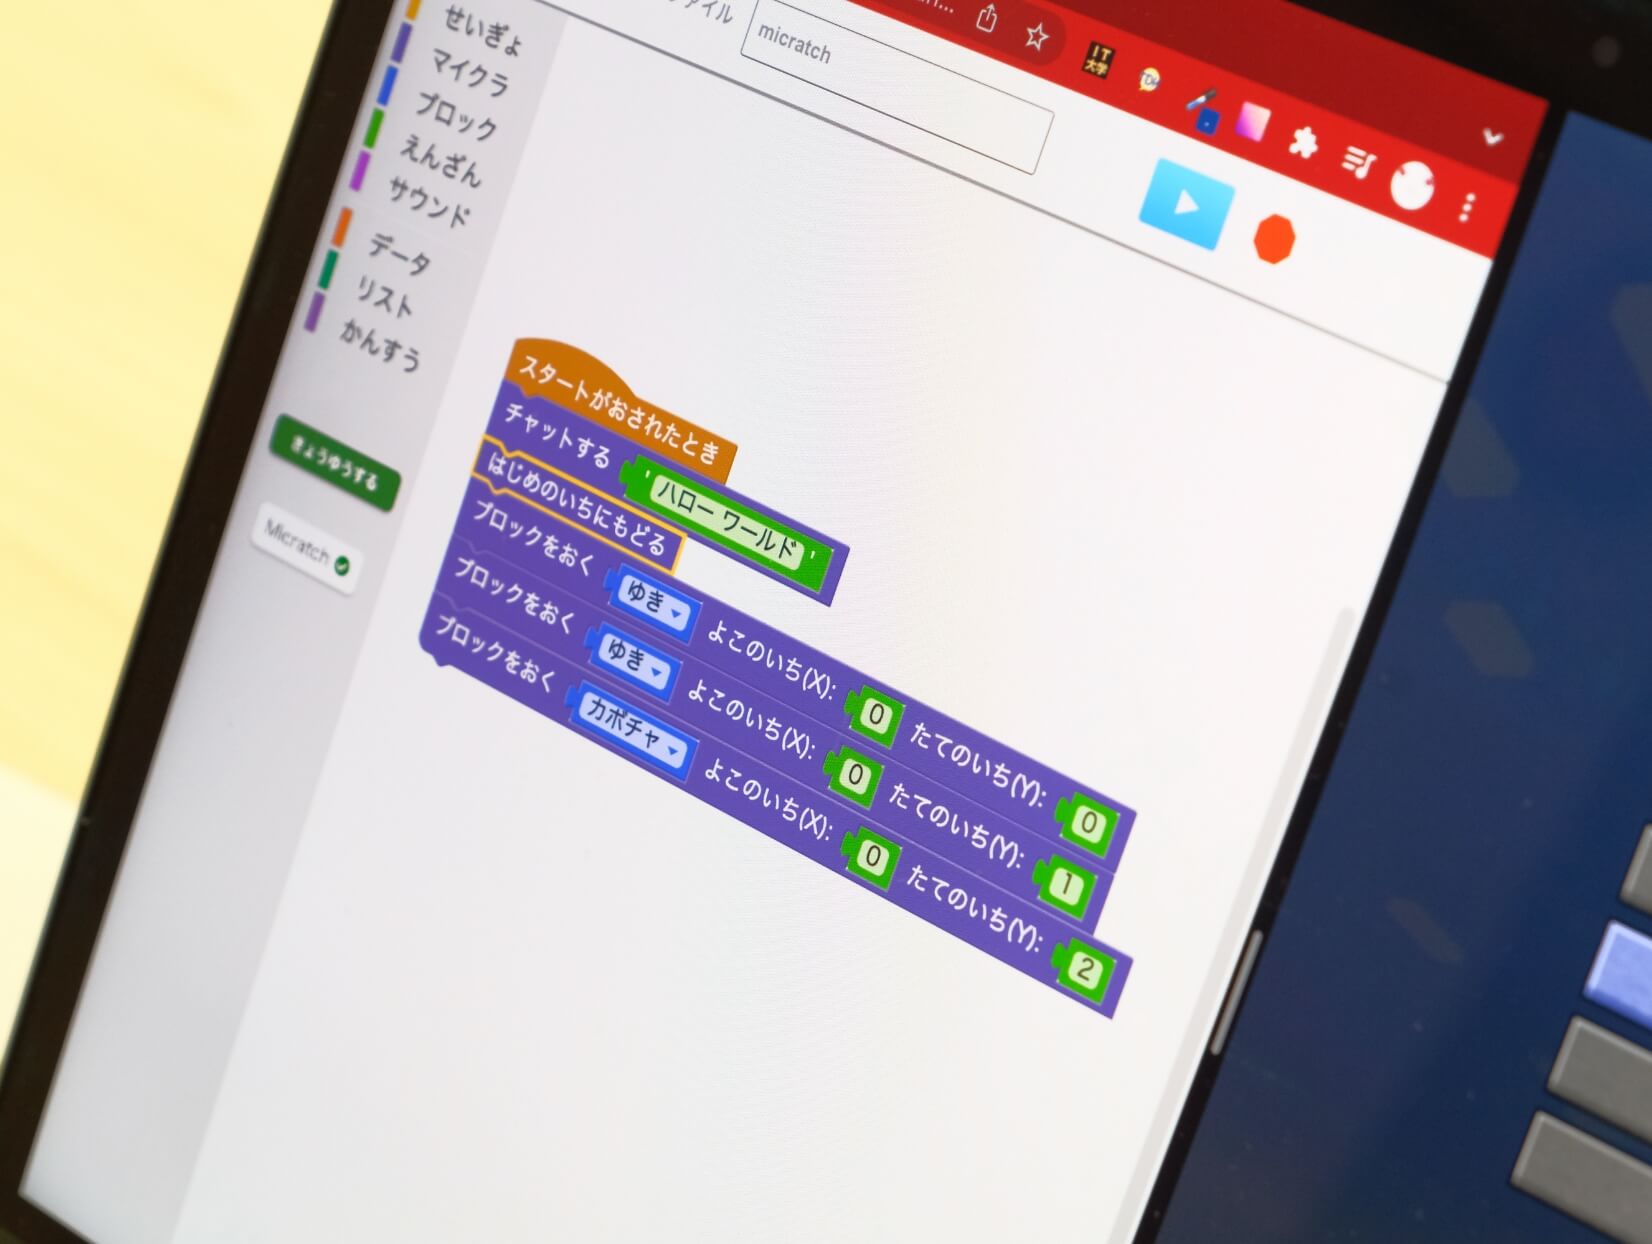 micratch
IT
大学
せいぎょ
マイクラ
ブロック
えんざん
サウンド
データ
リスト
かんすう
きょうゆうする
Micratch
スタートがおされたとき
チャットする ' ハロー ワールド '
はじめのいちにもどる
ブロックをおく ゆき よこのいち(X): 0 たてのいち(Y): 0
ブロックをおく ゆき よこのいち(X): 0 たてのいち(Y): 1
ブロックをおく カボチャ よこのいち(X): 0 たてのいち(Y): 2